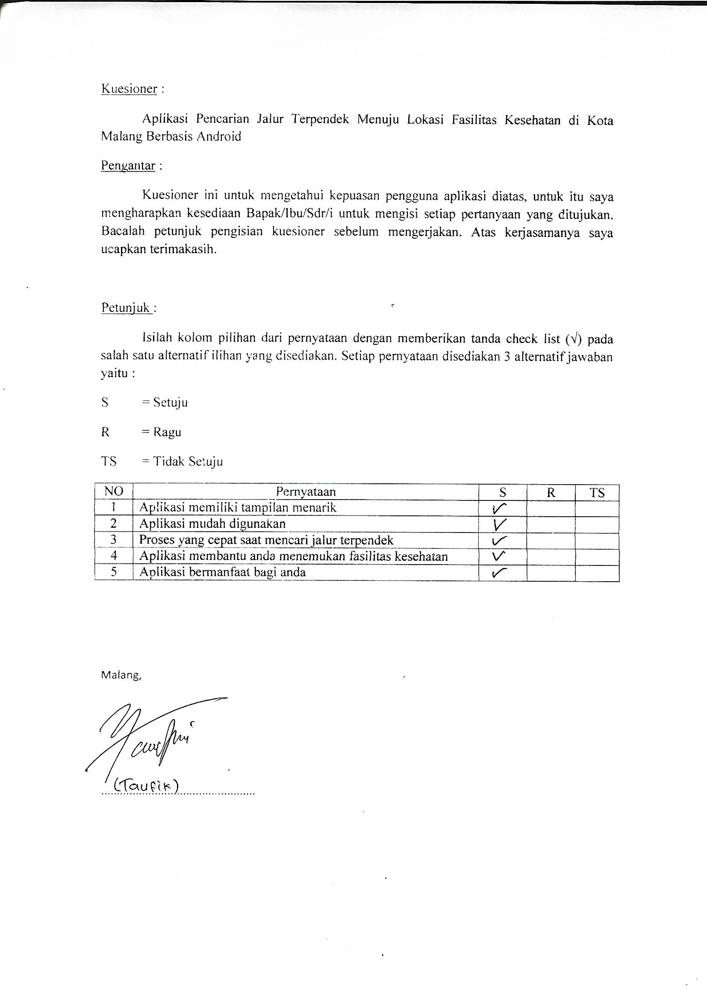 Kuesioner :
Aplikasi Pencarian Jalur Terpendek Menuju Lokasi Fasilitas Kesehatan di Kota
Malang Berbasis Android
Pengantar :
Kuesioner ini untuk mengetahui kepuasan pengguna aplikasi diatas, untuk itu saya
mengharapkan kesediaan Bapak/Ibu/Sdr/i untuk mengisi setiap pertanyaan yang ditujukan.
Bacalah petunjuk pengisian kuesioner sebelum mengerjakan. Atas kerjasamanya saya
ucapkan terimakasih.
Petunjuk :
Isilah kolom pilihan dari pernyataan dengan memberikan tanda check list (√) pada
salah satu alternatif ilihan yang disediakan. Setiap pernyataan disediakan 3 alternatif jawaban
yaitu :
S = Setuju
R = Ragu
TS = Tidak Setuju
NO Pernyataan S R TS
1 Aplikasi memiliki tampilan menarik ✓
2 Aplikasi mudah digunakan ✓
3 Proses yang cepat saat mencari jalur terpendek ✓
4 Aplikasi membantu anda menemukan fasilitas kesehatan ✓
5 Aplikasi bermanfaat bagi anda ✓
Malang,
(Taufik)